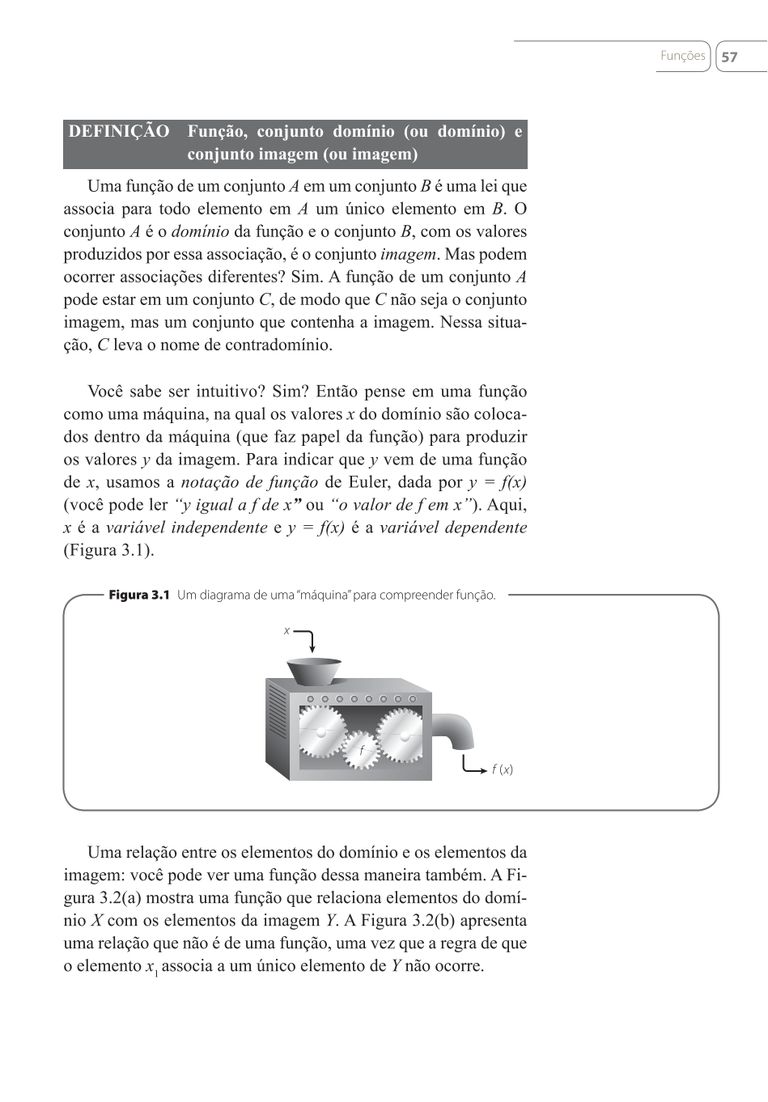 Funções 57
DEFINIÇÃO Função, conjunto domínio (ou domínio) e
conjunto imagem (ou imagem)
Uma função de um conjunto A em um conjunto B é uma lei que
associa para todo elemento em A um único elemento em B. O
conjunto A é o domínio da função e o conjunto B, com os valores
produzidos por essa associação, é o conjunto imagem. Mas podem
ocorrer associações diferentes? Sim. A função de um conjunto A
pode estar em um conjunto C, de modo que C não seja o conjunto
imagem, mas um conjunto que contenha a imagem. Nessa situa-
ção, C leva o nome de contradomínio.
Você sabe ser intuitivo? Sim? Então pense em uma função
como uma máquina, na qual os valores x do domínio são coloca-
dos dentro da máquina (que faz papel da função) para produzir
os valores y da imagem. Para indicar que y vem de uma função
de x, usamos a notação de função de Euler, dada por y = f(x)
(você pode ler “y igual a f de x” ou “o valor de f em x”). Aqui,
x é a variável independente e y = f(x) é a variável dependente
(Figura 3.1).
Figura 3.1 Um diagrama de uma “máquina” para compreender função.
x
f
f (x)
Uma relação entre os elementos do domínio e os elementos da
imagem: você pode ver uma função dessa maneira também. A Fi-
gura 3.2(a) mostra uma função que relaciona elementos do domí-
nio X com os elementos da imagem Y. A Figura 3.2(b) apresenta
uma relação que não é de uma função, uma vez que a regra de que
o elemento x₁ associa a um único elemento de Y não ocorre.